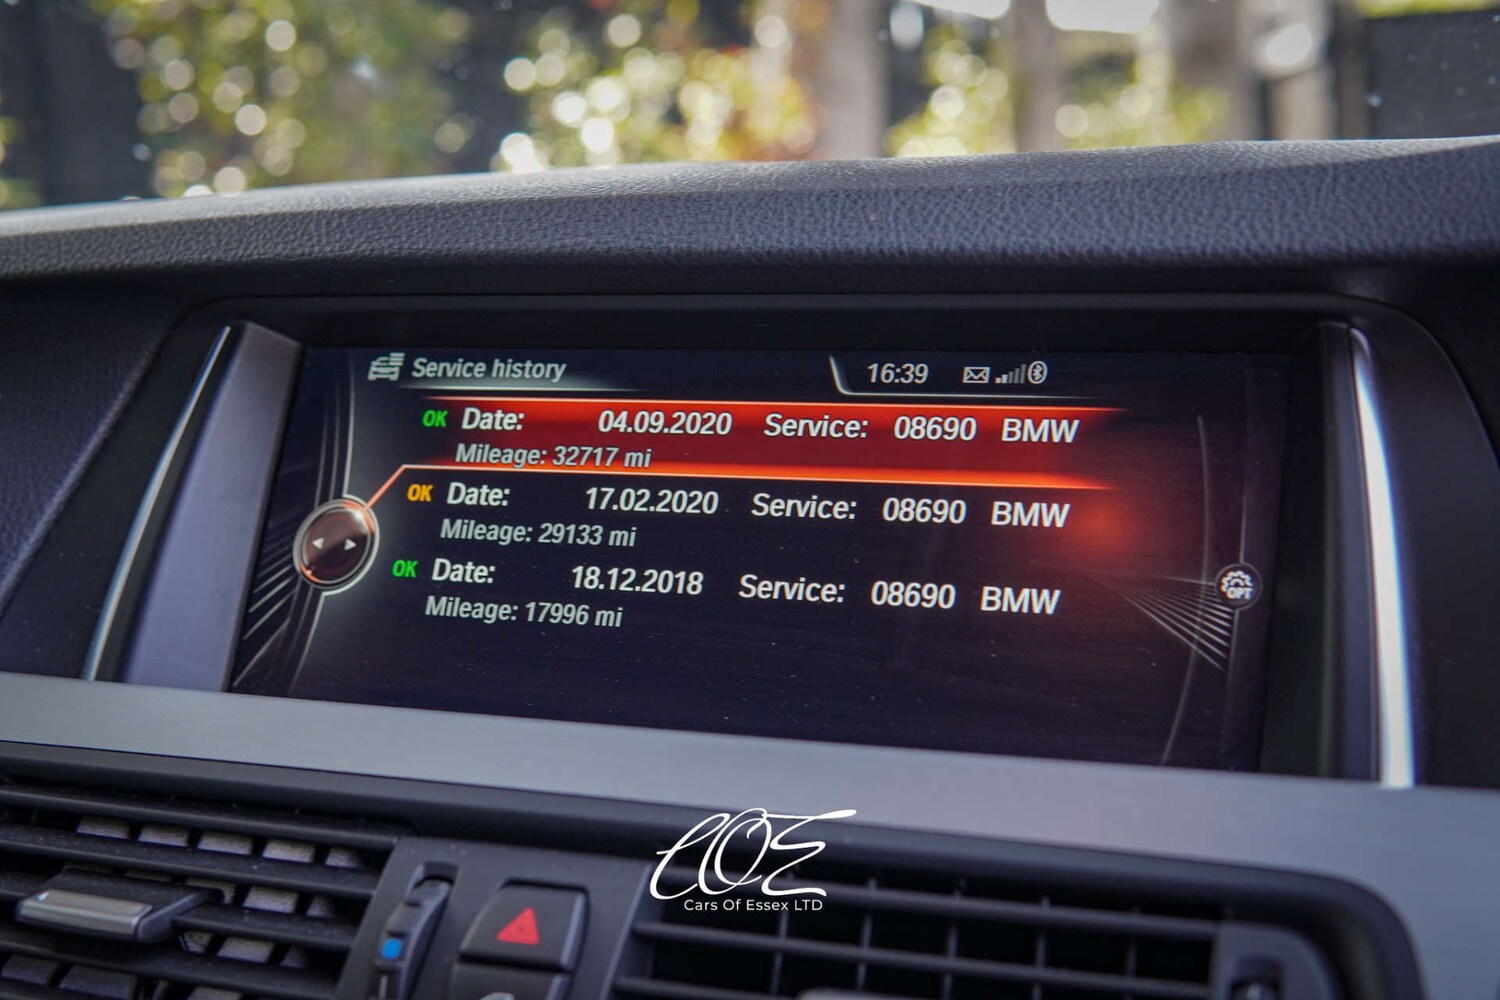 Service history
16:39
OK Date: 04.09.2020 Service: 08690 BMW
Mileage: 32717 mi
OK Date: 17.02.2020 Service: 08690 BMW
Mileage: 29133 mi
OK Date: 18.12.2018 Service: 08690 BMW
Mileage: 17996 mi
OPT
COE
Cars Of Essex LTD